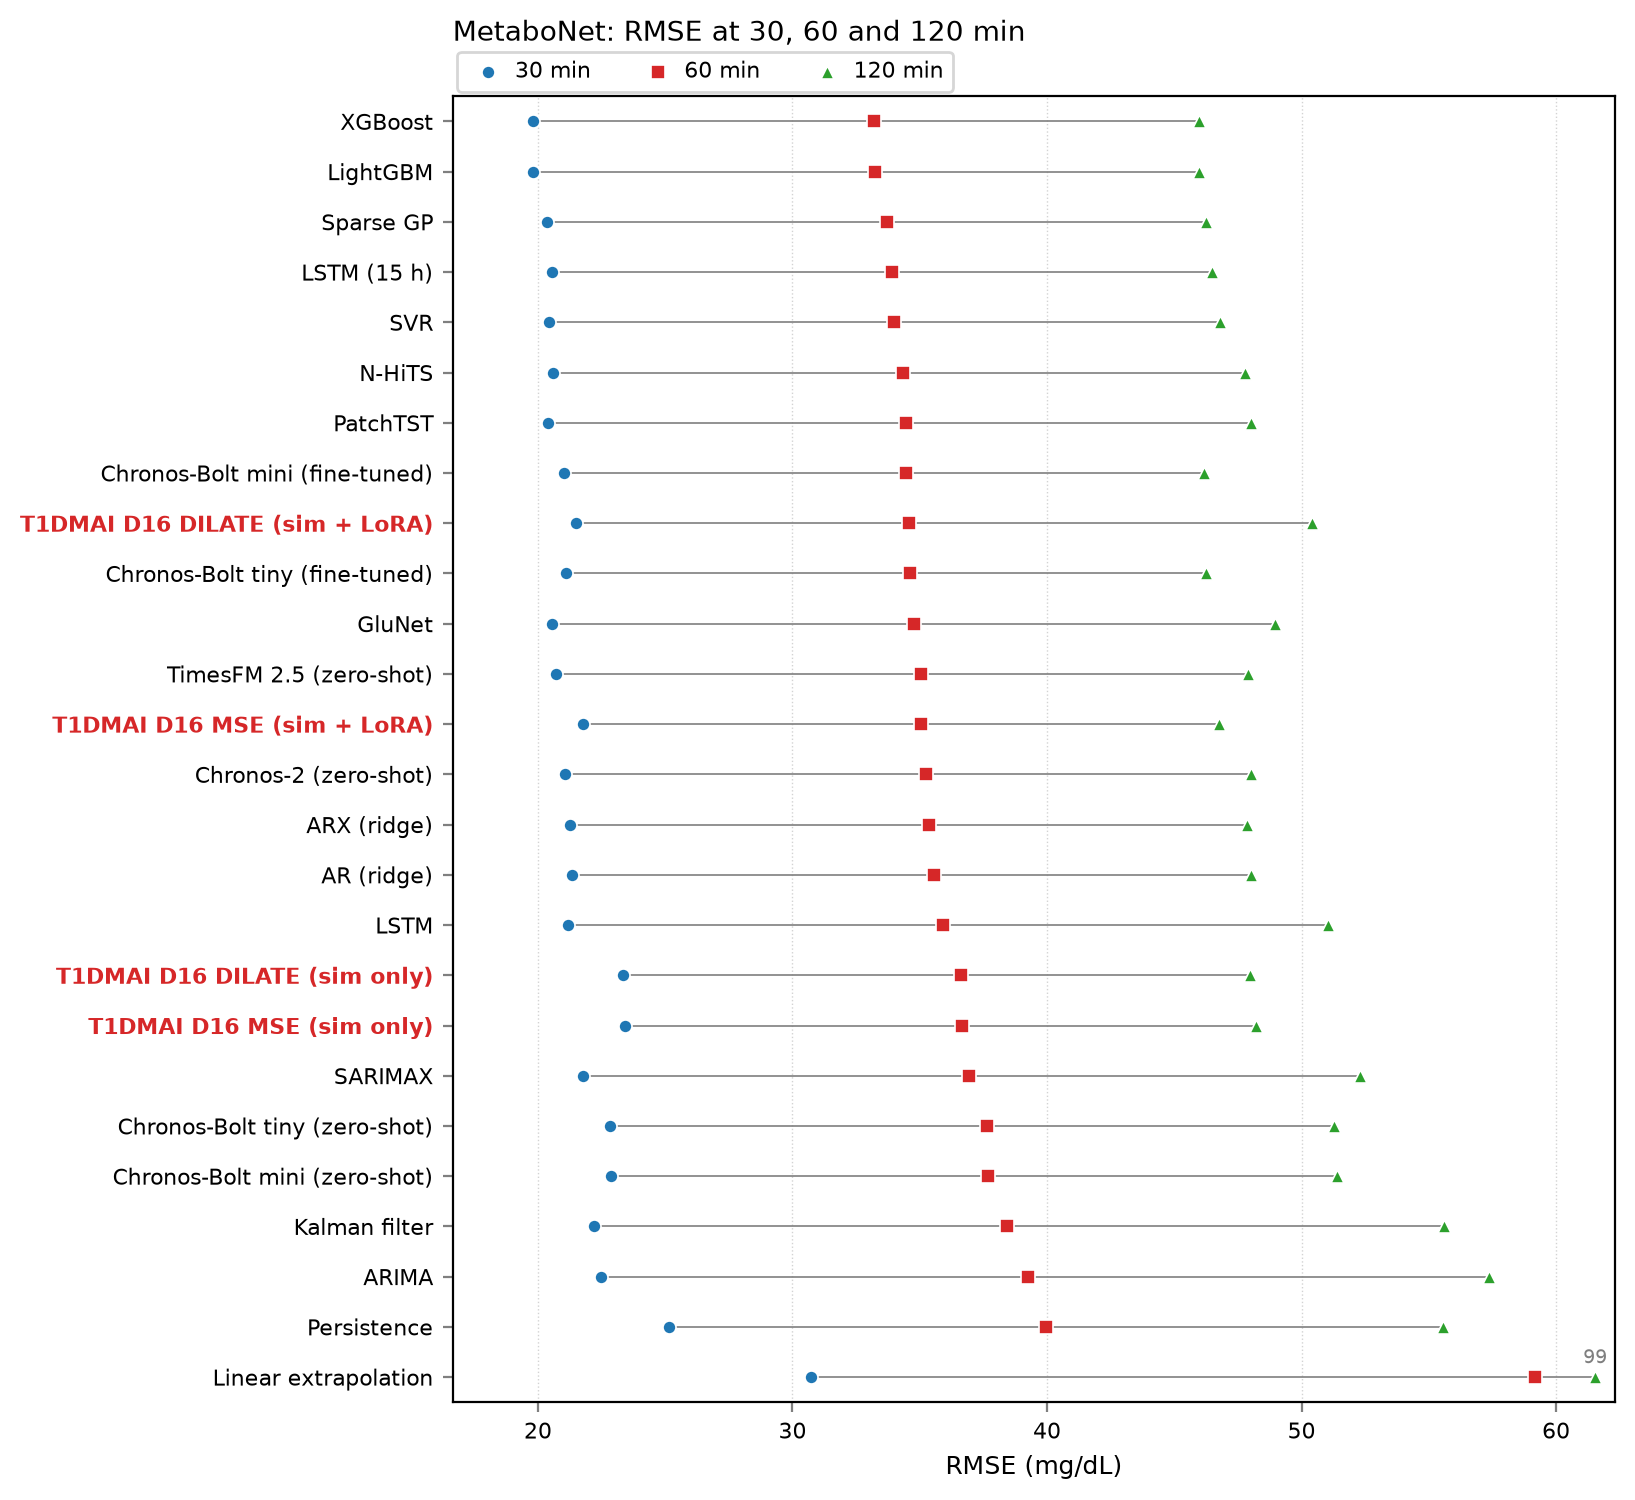 MetaboNet: RMSE at 30, 60 and 120 min
30 min 60 min 120 min
XGBoost
LightGBM
Sparse GP
LSTM (15 h)
SVR
N-HiTS
PatchTST
Chronos-Bolt mini (fine-tuned)
T1DMAI D16 DILATE (sim + LoRA)
Chronos-Bolt tiny (fine-tuned)
GluNet
TimesFM 2.5 (zero-shot)
T1DMAI D16 MSE (sim + LoRA)
Chronos-2 (zero-shot)
ARX (ridge)
AR (ridge)
LSTM
T1DMAI D16 DILATE (sim only)
T1DMAI D16 MSE (sim only)
SARIMAX
Chronos-Bolt tiny (zero-shot)
Chronos-Bolt mini (zero-shot)
Kalman filter
ARIMA
Persistence
99
Linear extrapolation
20 30 40 50 60
RMSE (mg/dL)